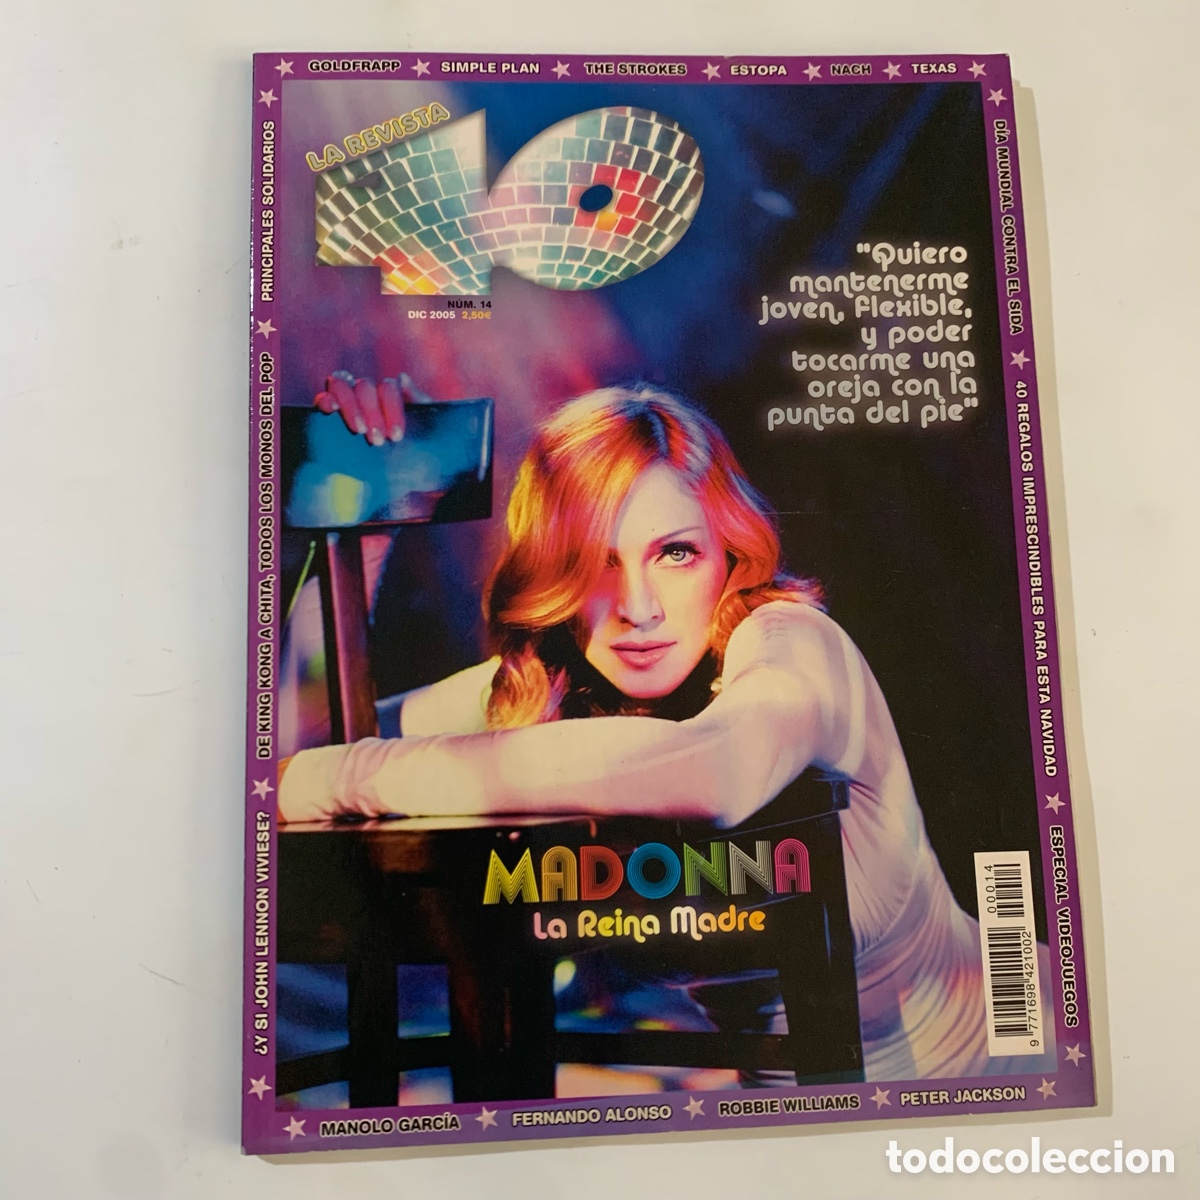 GOLDFRAPP ★ SIMPLE PLAN ★ THE STROKES ★ ESTOPA ★ NACH ★ TEXAS
LA REVISTA
40
NÚM. 14
DIC 2005 2,50€
"Quiero
mantenerme
joven, flexible,
y poder
tocarme una
oreja con la
punta del pie"
DÍA MUNDIAL CONTRA EL SIDA ★ 40 REGALOS IMPRESCINDIBLES PARA ESTA NAVIDAD ★ ESPECIAL VIDEOJUEGOS
¿Y SI JOHN LENNON VIVIESE? ★ DE KING KONG A CHITA, TODOS LOS MONOS DEL POP ★ PRINCIPALES SOLIDARIOS
MADONNA
La Reina Madre
00014
9 771698 421002
MANOLO GARCÍA ★ FERNANDO ALONSO ★ ROBBIE WILLIAMS ★ PETER JACKSON
todocoleccion